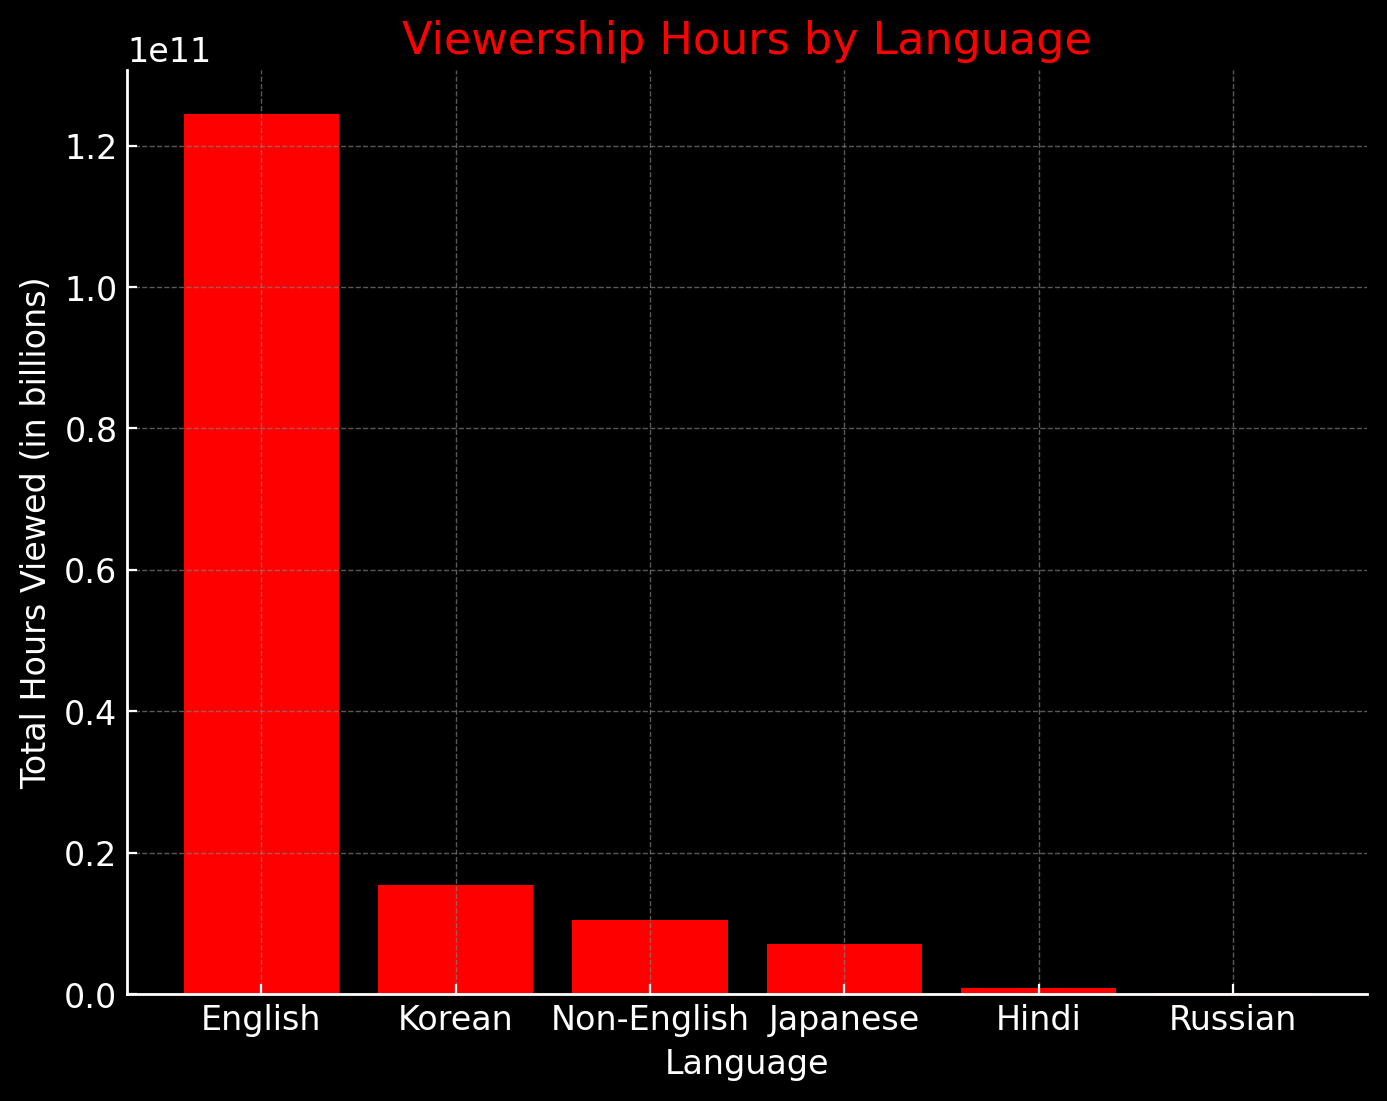 Viewership Hours by Language
1e11
1.2
1.0
0.8
0.6
0.4
0.2
0.0
Total Hours Viewed (in billions)
English Korean Non-English Japanese Hindi Russian
Language